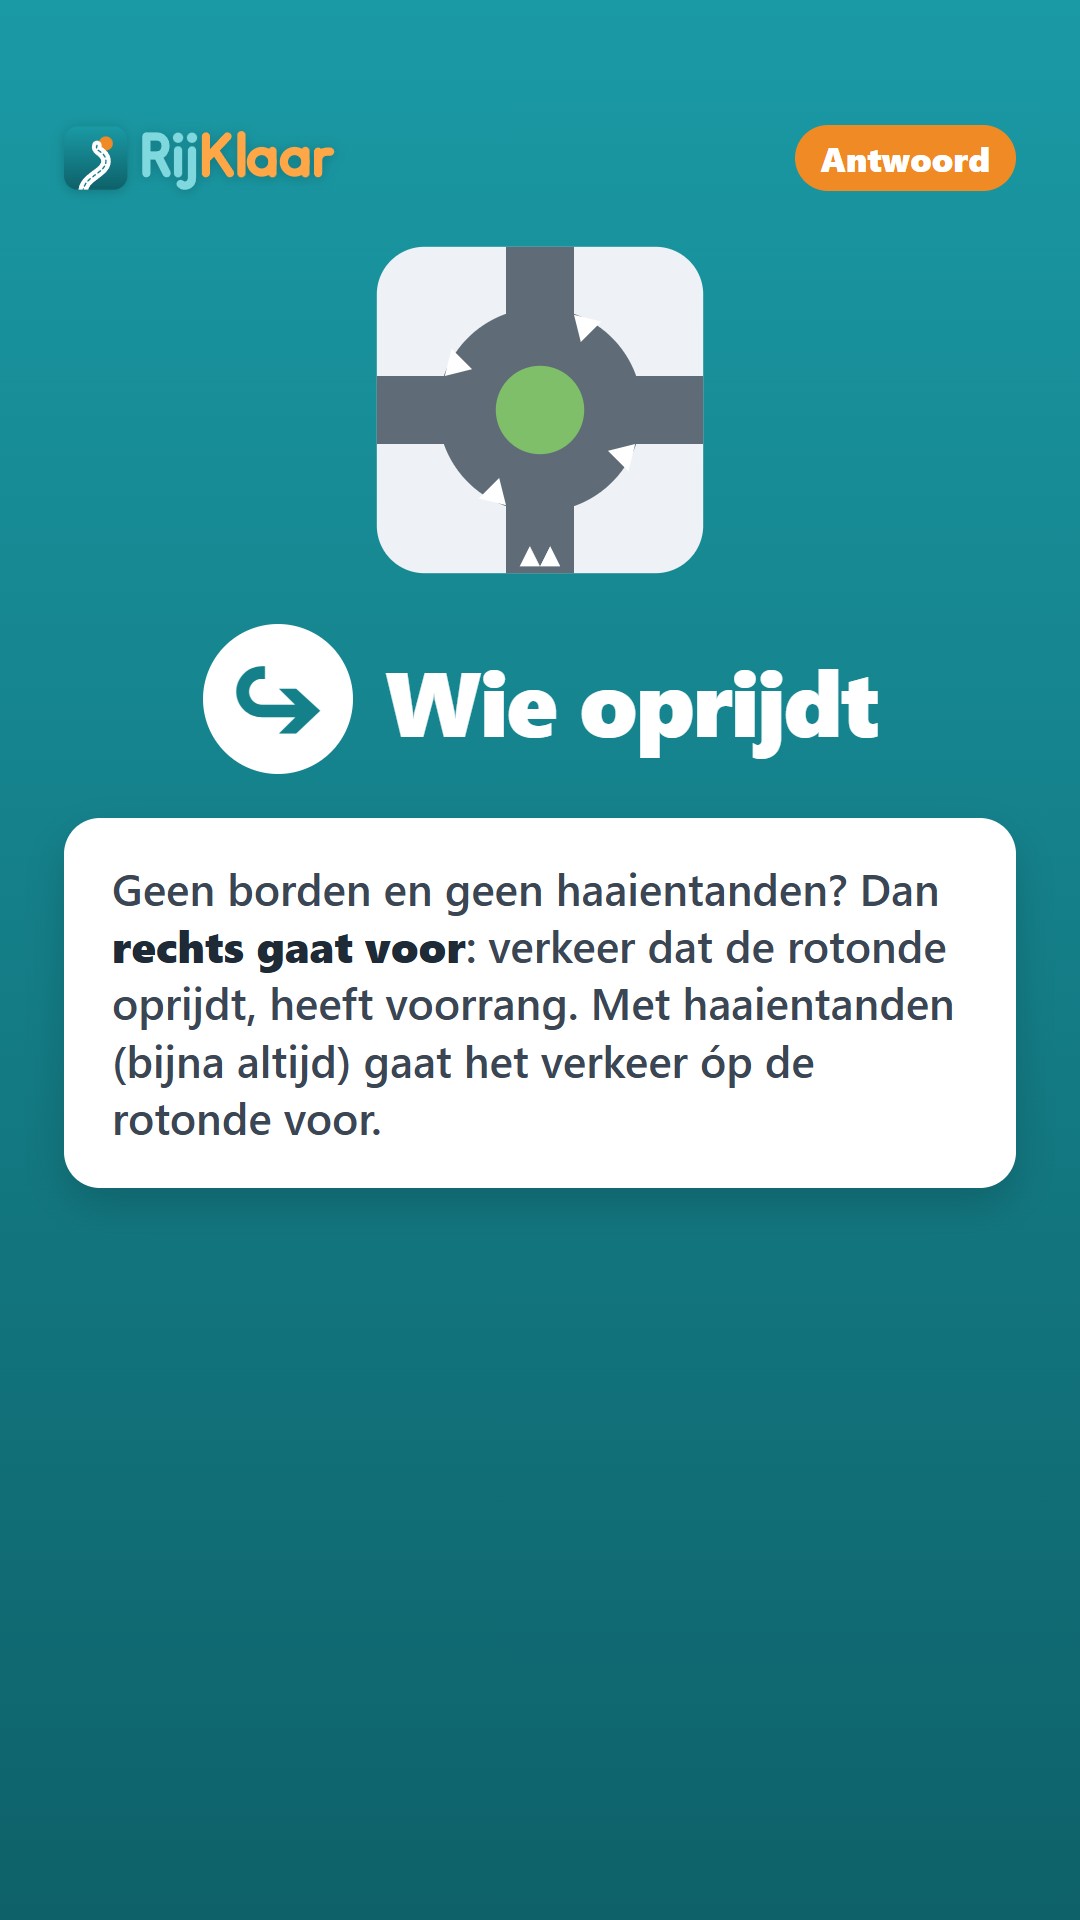 RijKlaar
Antwoord
Wie oprijdt
Geen borden en geen haaientanden? Dan
rechts gaat voor: verkeer dat de rotonde
oprijdt, heeft voorrang. Met haaientanden
(bijna altijd) gaat het verkeer óp de
rotonde voor.